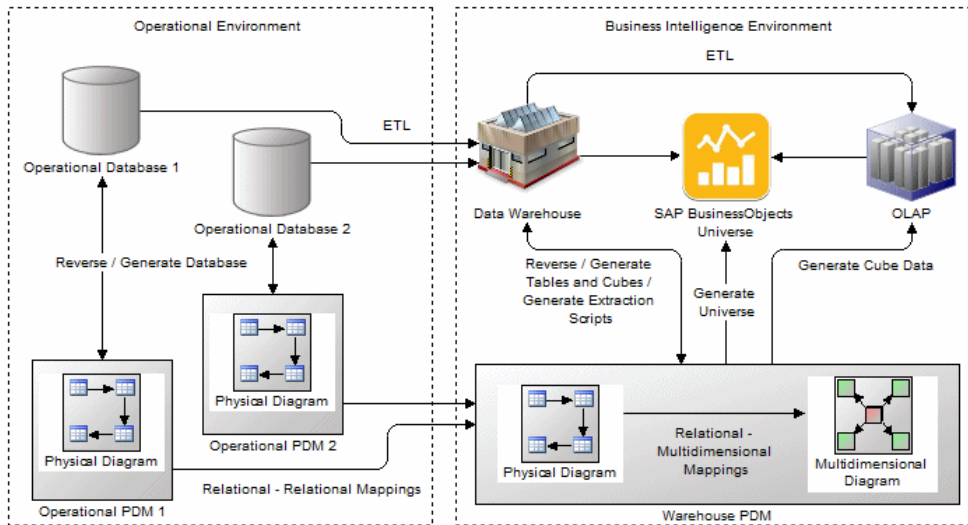 Operational Environment
Business Intelligence Environment
ETL
ETL
Operational Database 1
Operational Database 2
Data Warehouse
SAP BusinessObjects
Universe
OLAP
Reverse / Generate Database
Reverse / Generate
Tables and Cubes /
Generate Extraction
Scripts
Generate
Universe
Generate Cube Data
Physical Diagram
Operational PDM 2
Physical Diagram
Operational PDM 1
Relational - Relational Mappings
Physical Diagram
Relational -
Multidimensional
Mappings
Multidimensional
Diagram
Warehouse PDM